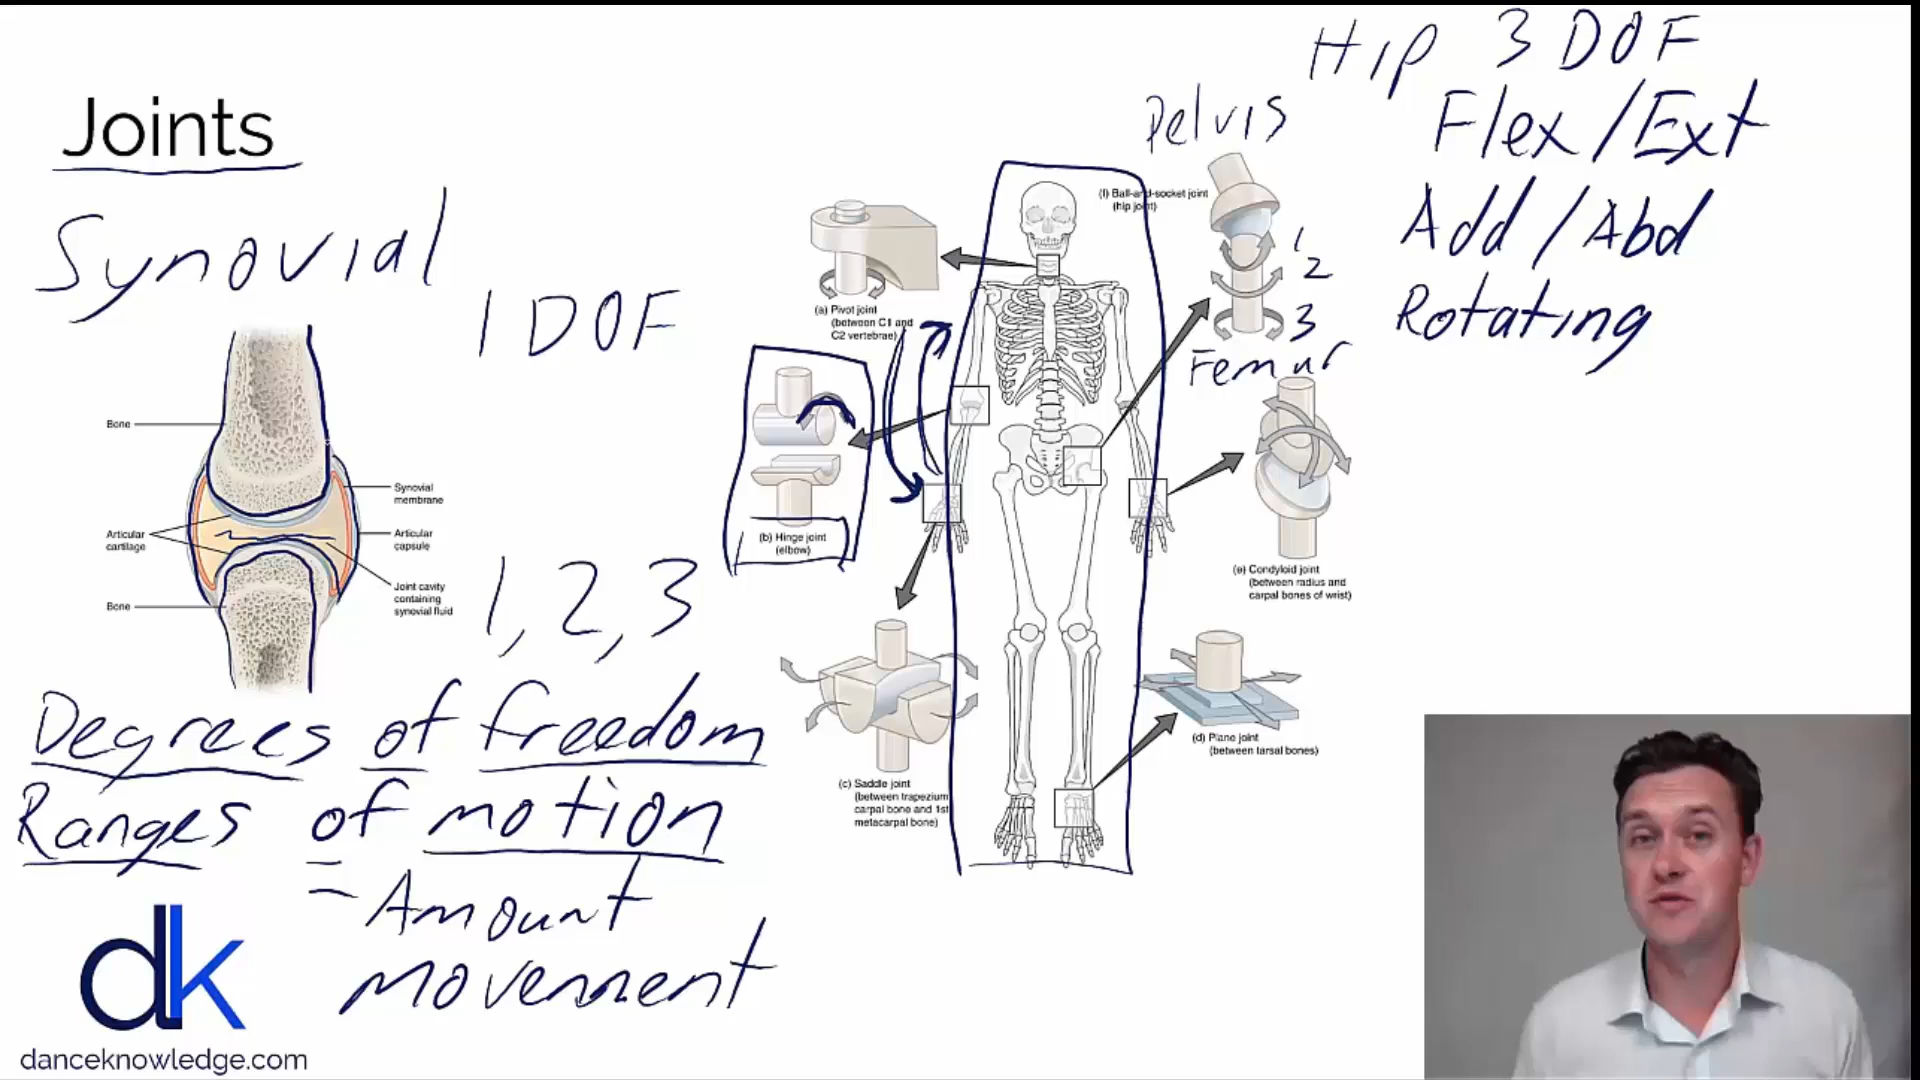 Joints
Synovial
1 DOF
Bone
Synovial
membrane
Articular
cartilage
Articular
capsule
Joint cavity
containing
synovial fluid
Bone
1, 2, 3
Degrees of freedom
Ranges of motion
= Amount
movement
dk
danceknowledge.com
(a) Pivot joint
(between C1 and
C2 vertebrae)
(b) Hinge joint
(elbow)
(c) Saddle joint
(between trapezium
carpal bone and 1st
metacarpal bone)
Pelvis
(f) Ball-and-socket joint
(hip joint)
1
2
3
Femur
(e) Condyloid joint
(between radius and
carpal bones of wrist)
(d) Plane joint
(between tarsal bones)
Hip 3 DOF
Flex/Ext
Add/Abd
Rotating